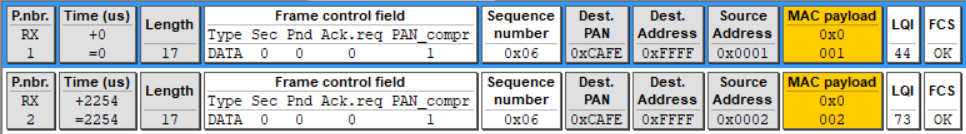 P.nbr. Time (us) Length Frame control field Sequence number Dest. PAN Dest. Address Source Address MAC payload LQI FCS
RX +0 Type Sec Pnd Ack.req PAN_compr 0x0
1 =0 17 DATA 0 0 0 1 0x06 0xCAFE 0xFFFF 0x0001 001 44 OK
P.nbr. Time (us) Length Frame control field Sequence number Dest. PAN Dest. Address Source Address MAC payload LQI FCS
RX +2254 Type Sec Pnd Ack.req PAN_compr 0x0
2 =2254 17 DATA 0 0 0 1 0x06 0xCAFE 0xFFFF 0x0002 002 73 OK